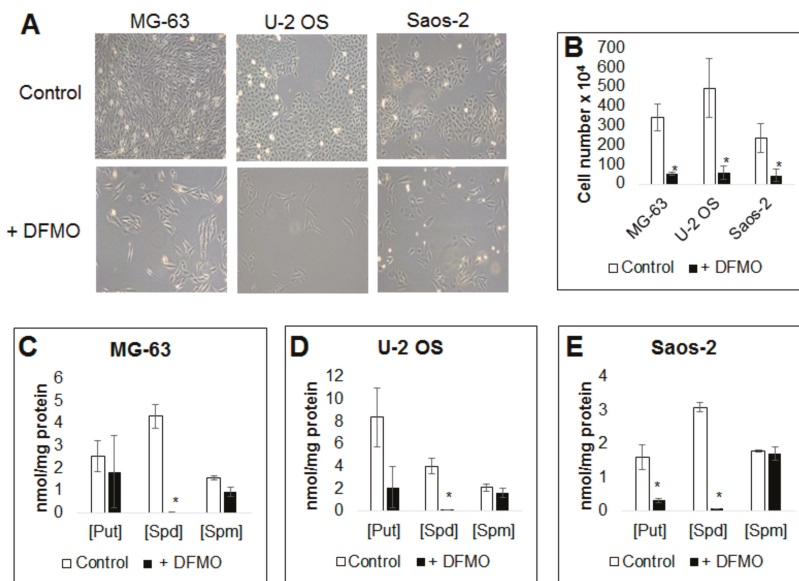 A
MG-63 U-2 OS Saos-2
Control
+ DFMO
B
Cell number x 10⁴
700
600
500
400
300
200
100
0
*
*
*
MG-63
U-2 OS
Saos-2
Control + DFMO
C MG-63
nmol/mg protein
6
5
4
3
2
1
0
*
[Put] [Spd] [Spm]
Control + DFMO
D U-2 OS
nmol/mg protein
12
10
8
6
4
2
0
*
[Put] [Spd] [Spm]
Control + DFMO
E Saos-2
nmol/mg protein
4
3
2
1
0
*
*
[Put] [Spd] [Spm]
Control + DFMO